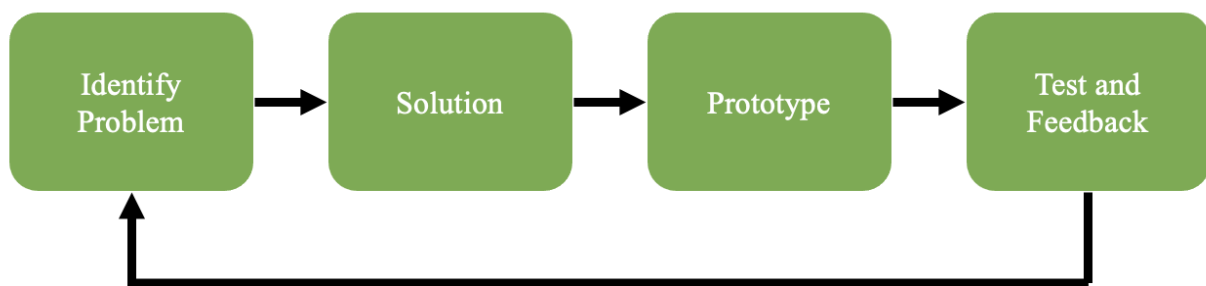 Identify
Problem
Solution
Prototype
Test and
Feedback